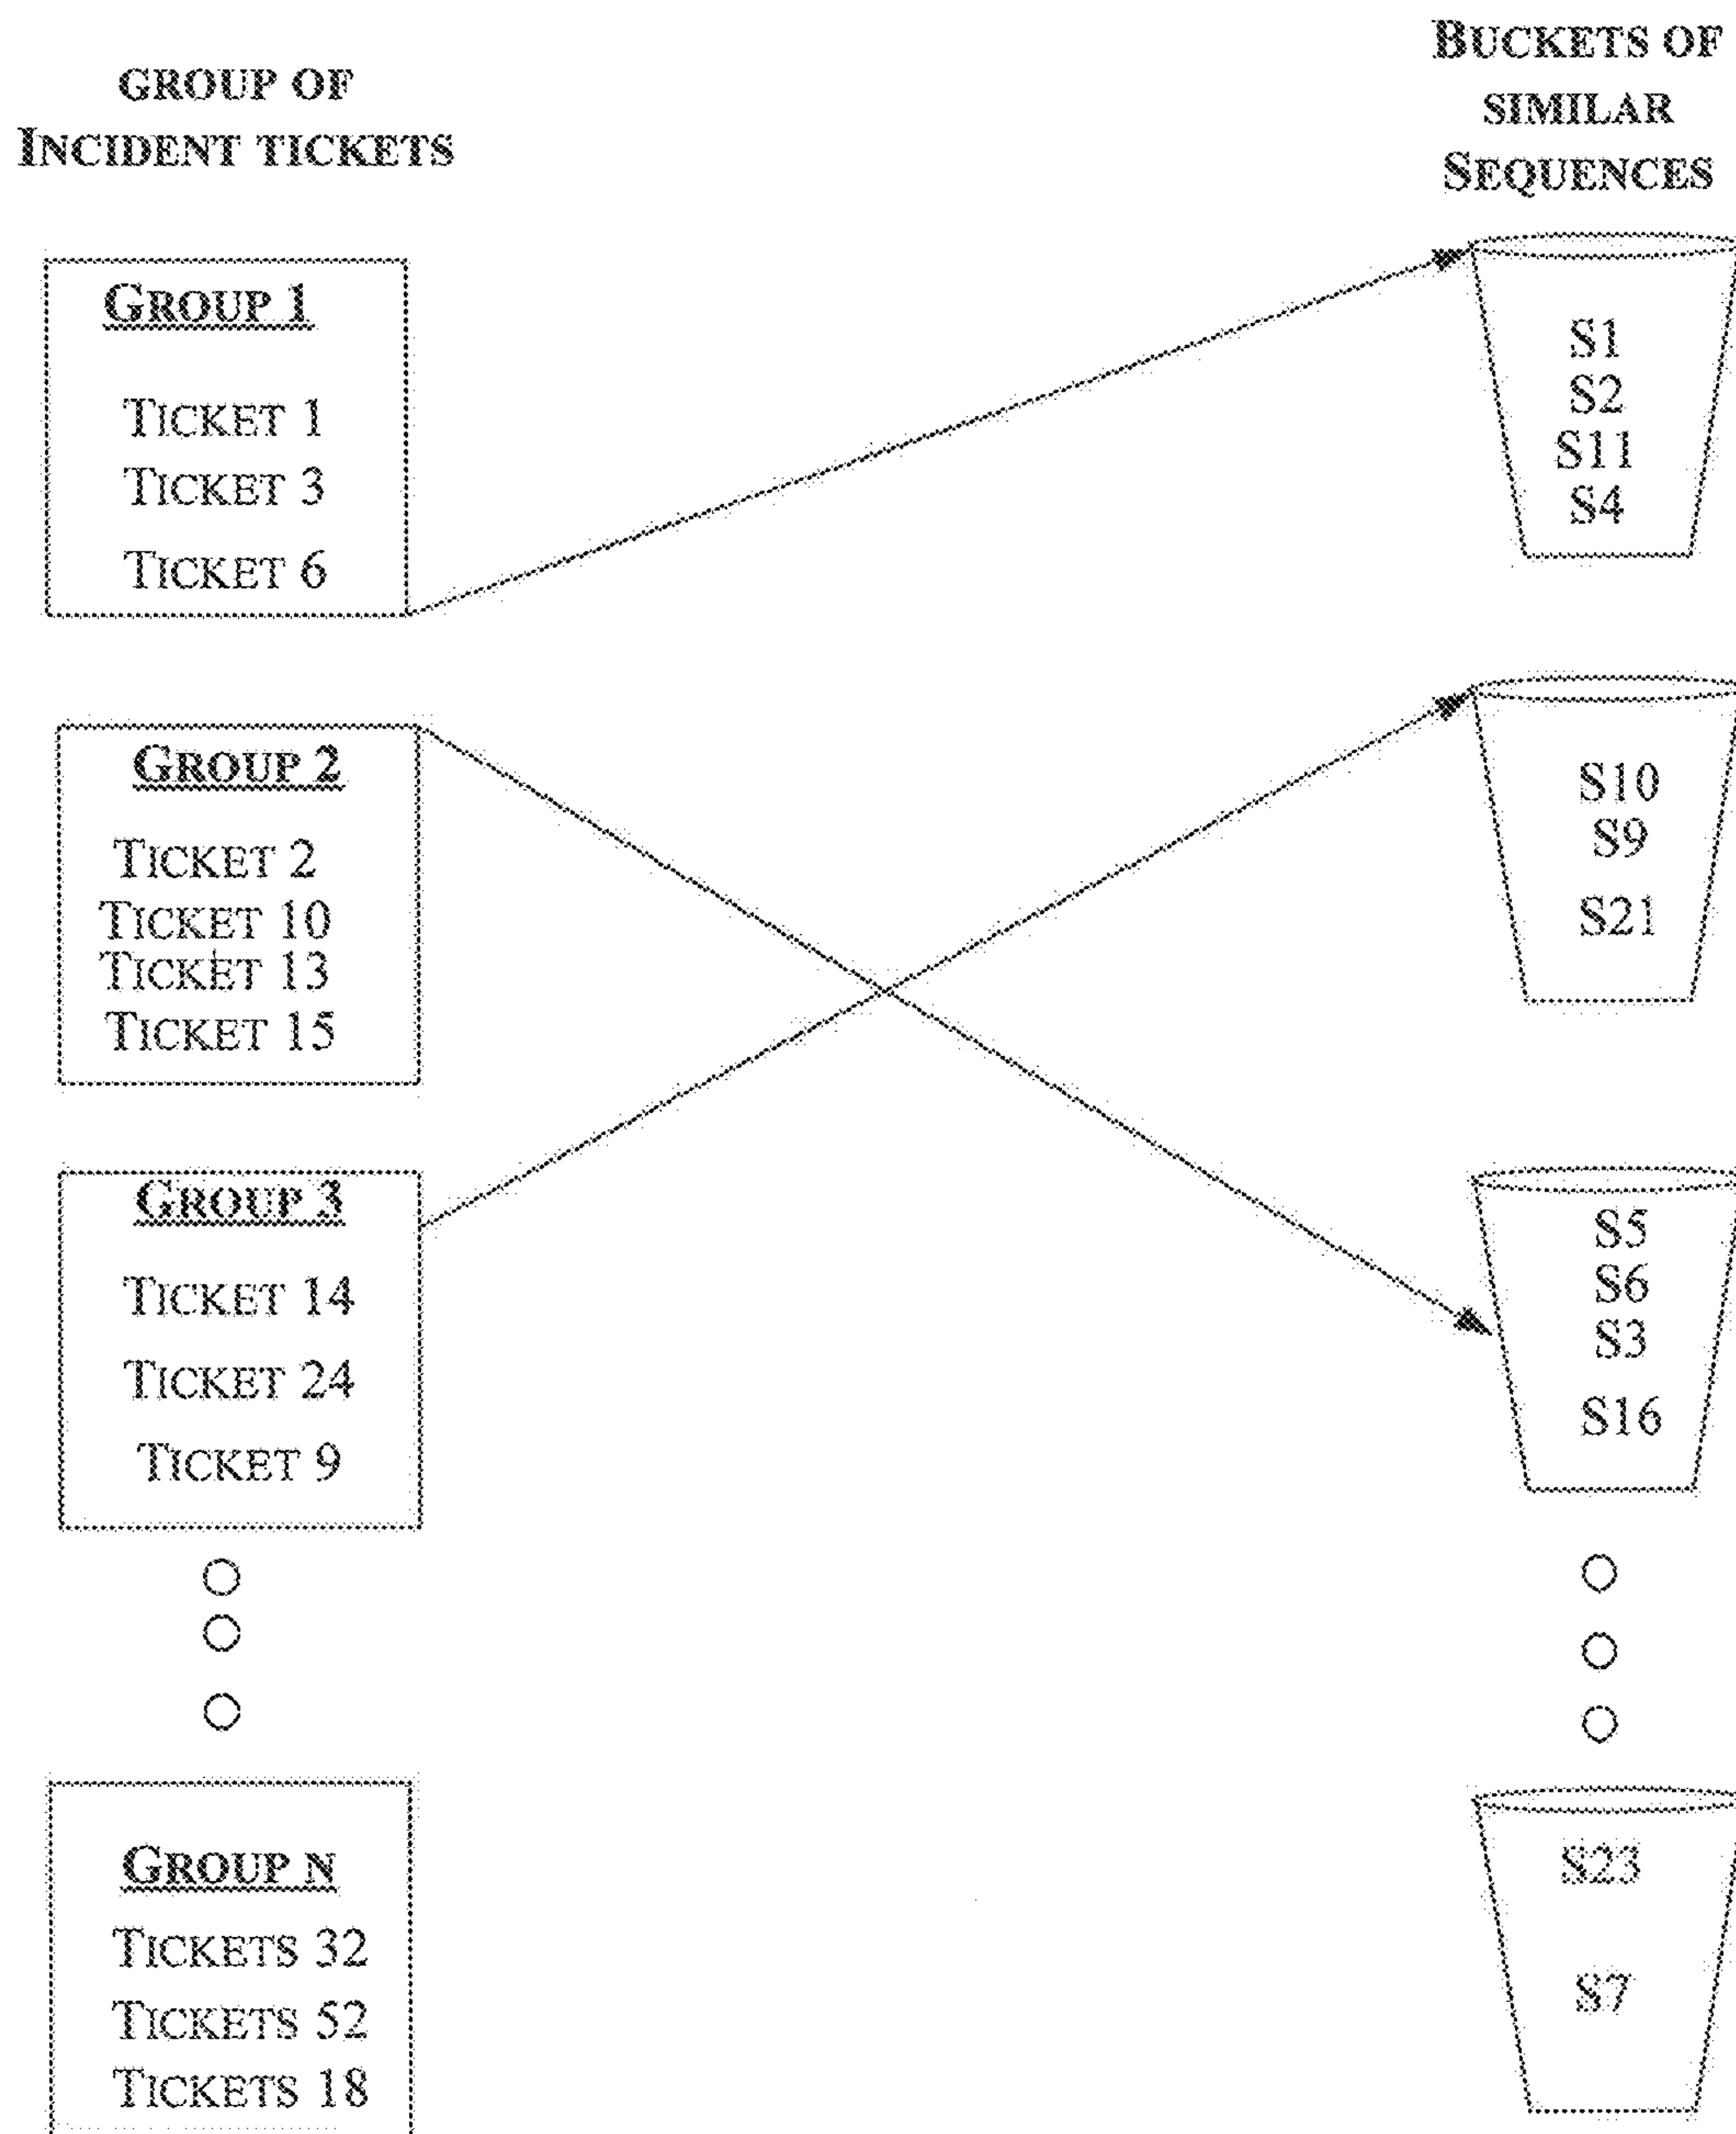 GROUP OF
INCIDENT TICKETS
GROUP 1
TICKET 1
TICKET 3
TICKET 6
GROUP 2
TICKET 2
TICKET 10
TICKET 13
TICKET 15
GROUP 3
TICKET 14
TICKET 24
TICKET 9
GROUP N
TICKETS 32
TICKETS 52
TICKETS 18
BUCKETS OF
SIMILAR
SEQUENCES
S1
S2
S11
S4
S10
S9
S21
S5
S6
S3
S16
S23
S7